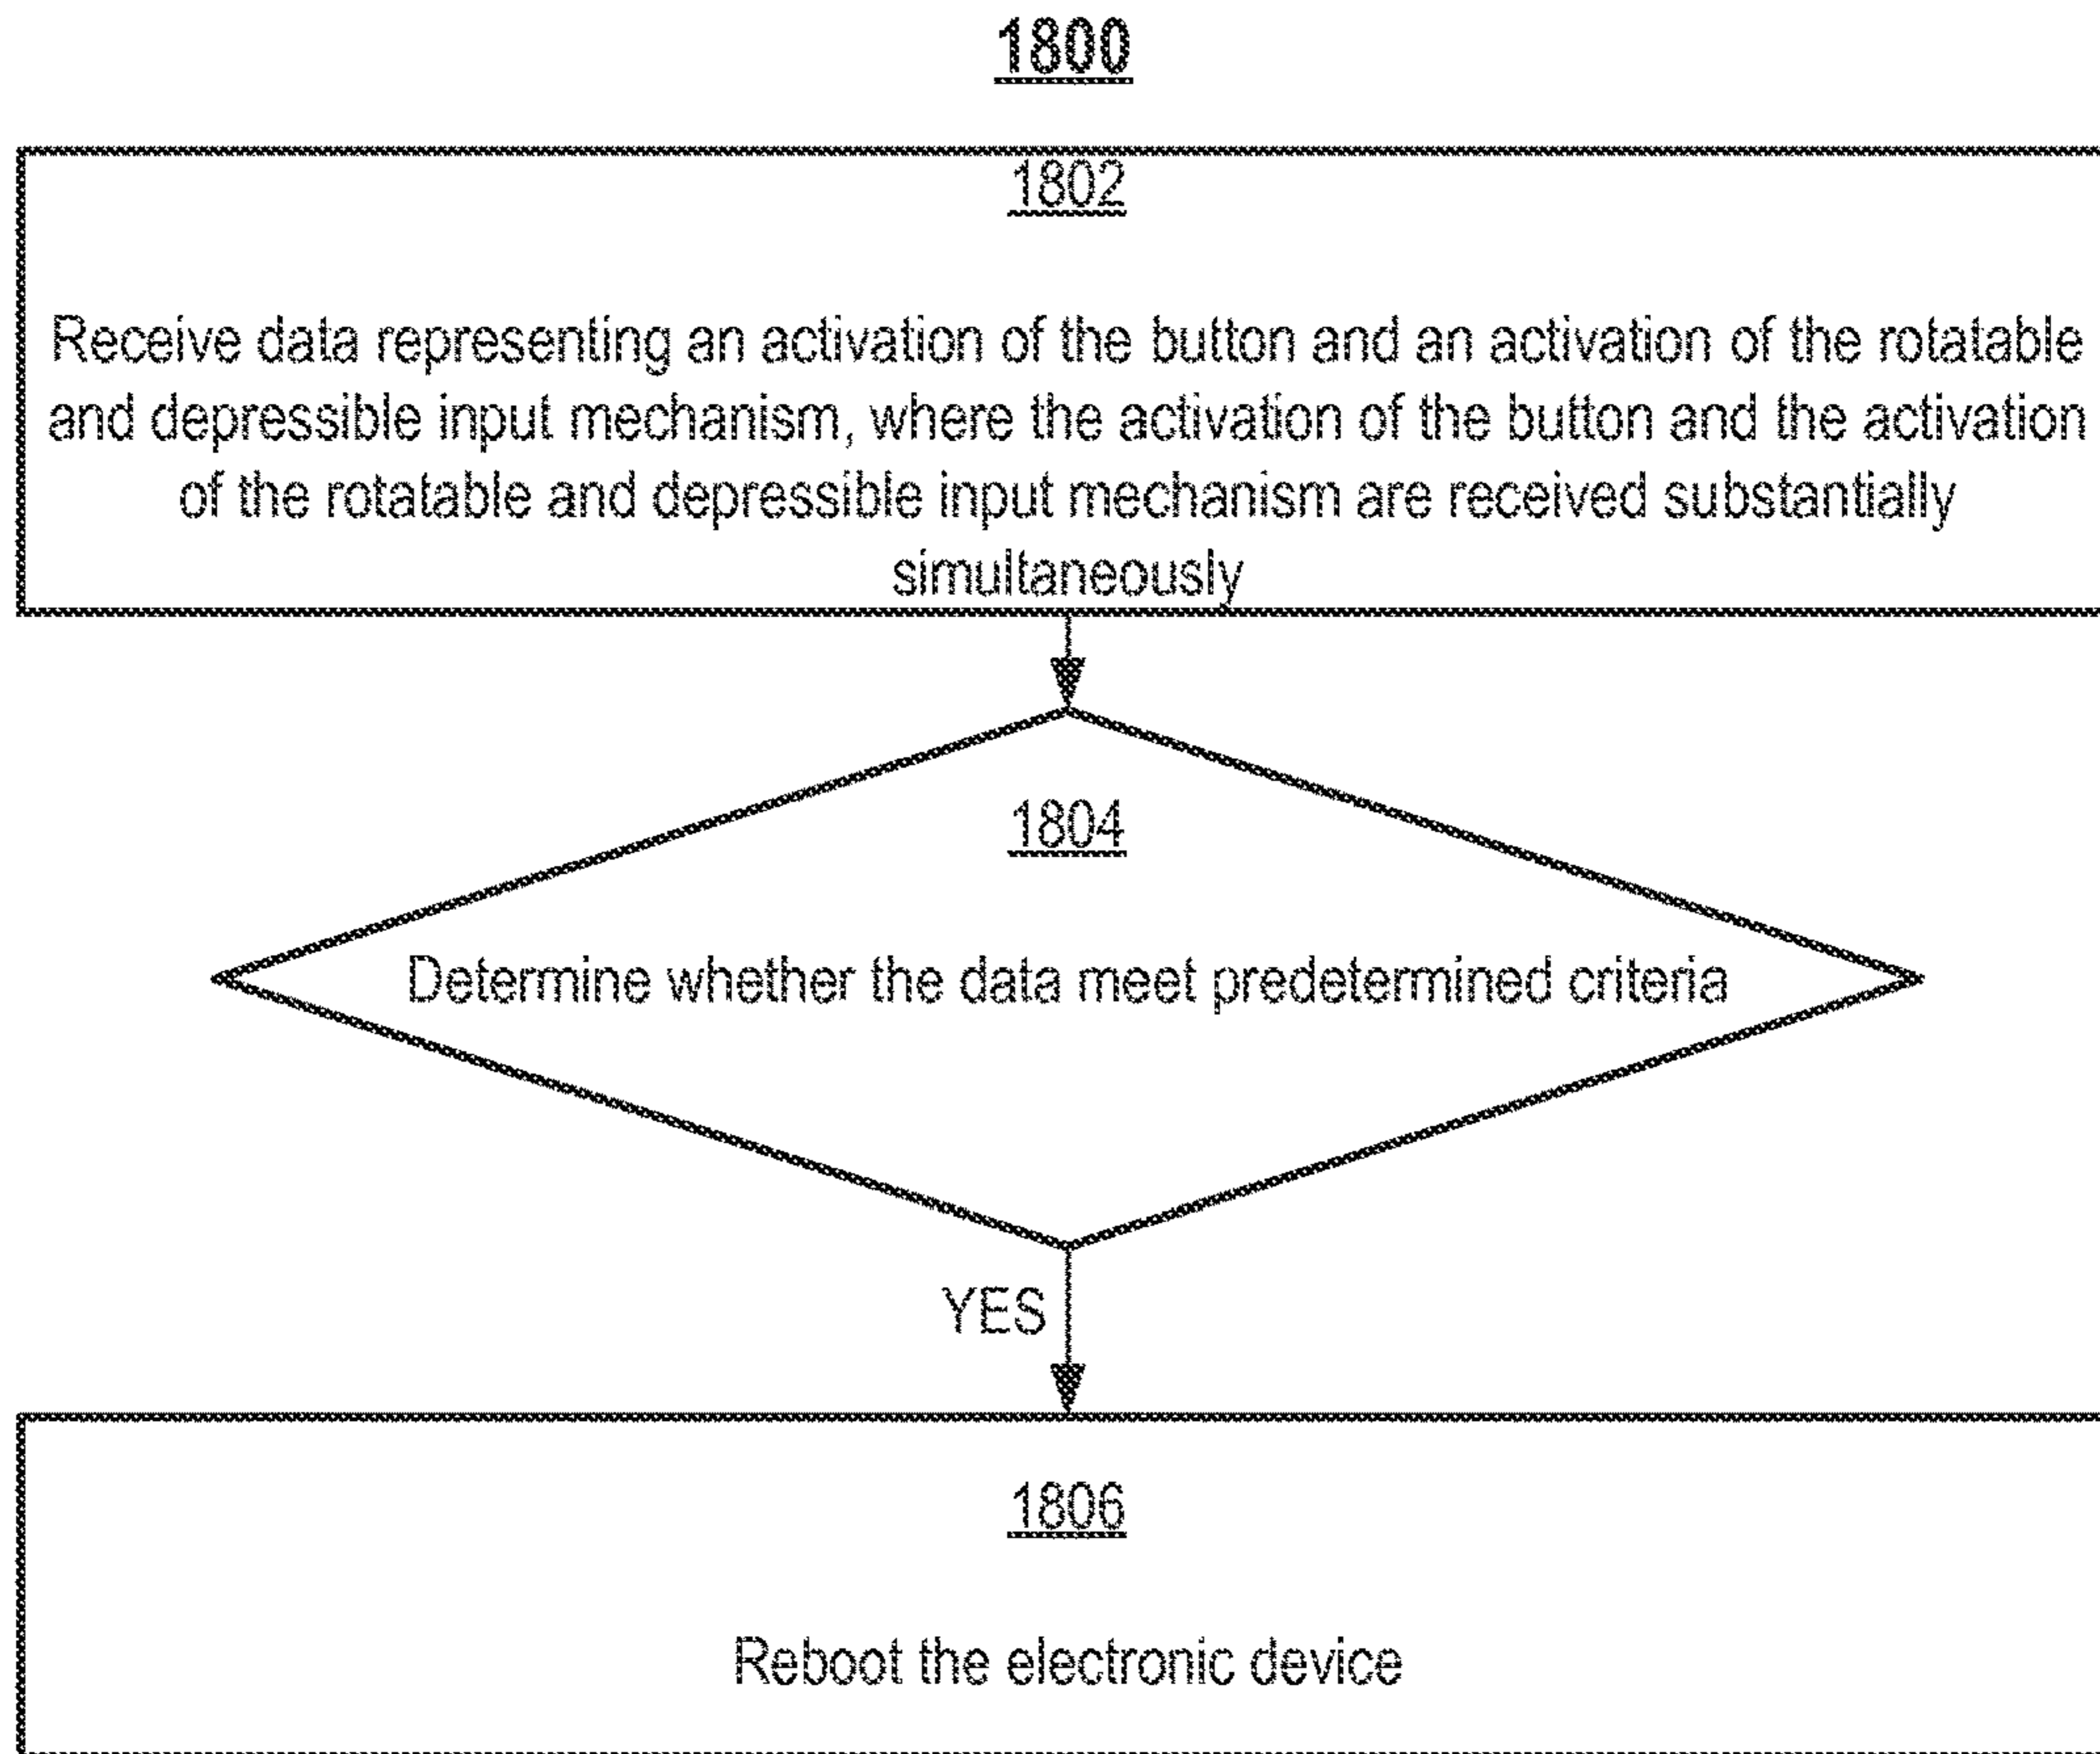 1800
1802
Receive data representing an activation of the button and an activation of the rotatable
and depressible input mechanism, where the activation of the button and the activation
of the rotatable and depressible input mechanism are received substantially
simultaneously
1804
Determine whether the data meet predetermined criteria
YES
1806
Reboot the electronic device